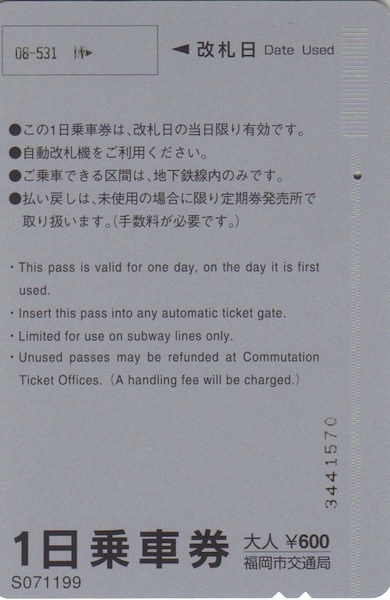 08-531
◀改札日 Date Used
●この1日乗車券は、改札日の当日限り有効です。
●自動改札機をご利用ください。
●ご乗車できる区間は、地下鉄線内のみです。
●払い戻しは、未使用の場合に限り定期券発売所で
取り扱います。(手数料が必要です。)
・This pass is valid for one day, on the day it is first
used.
・Insert this pass into any automatic ticket gate.
・Limited for use on subway lines only.
・Unused passes may be refunded at Commutation
Ticket Offices.（A handling fee will be charged.）
3441570
1日乗車券 大人 ¥600
福岡市交通局
S071199